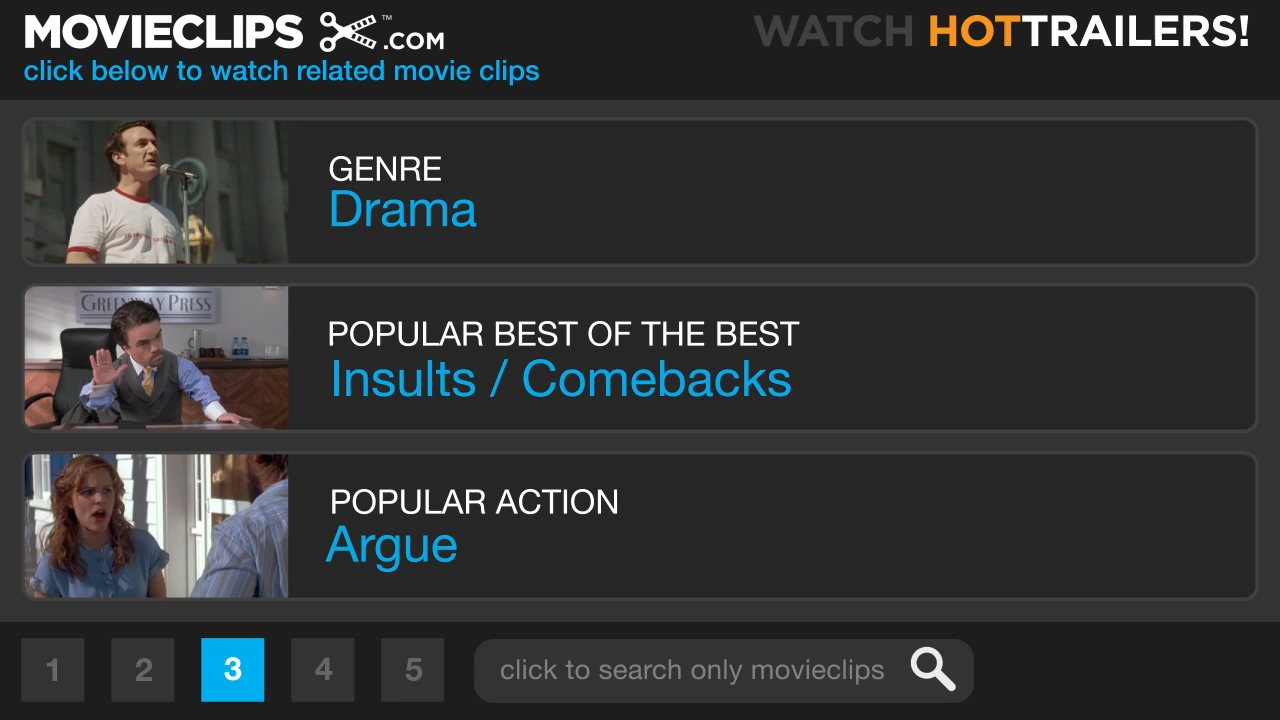 MOVIECLIPS ™ .COM
WATCH HOTTRAILERS!
click below to watch related movie clips
GENRE
Drama
GREENWAY PRESS
POPULAR BEST OF THE BEST
Insults / Comebacks
POPULAR ACTION
Argue
1 2 3 4 5 click to search only movieclips